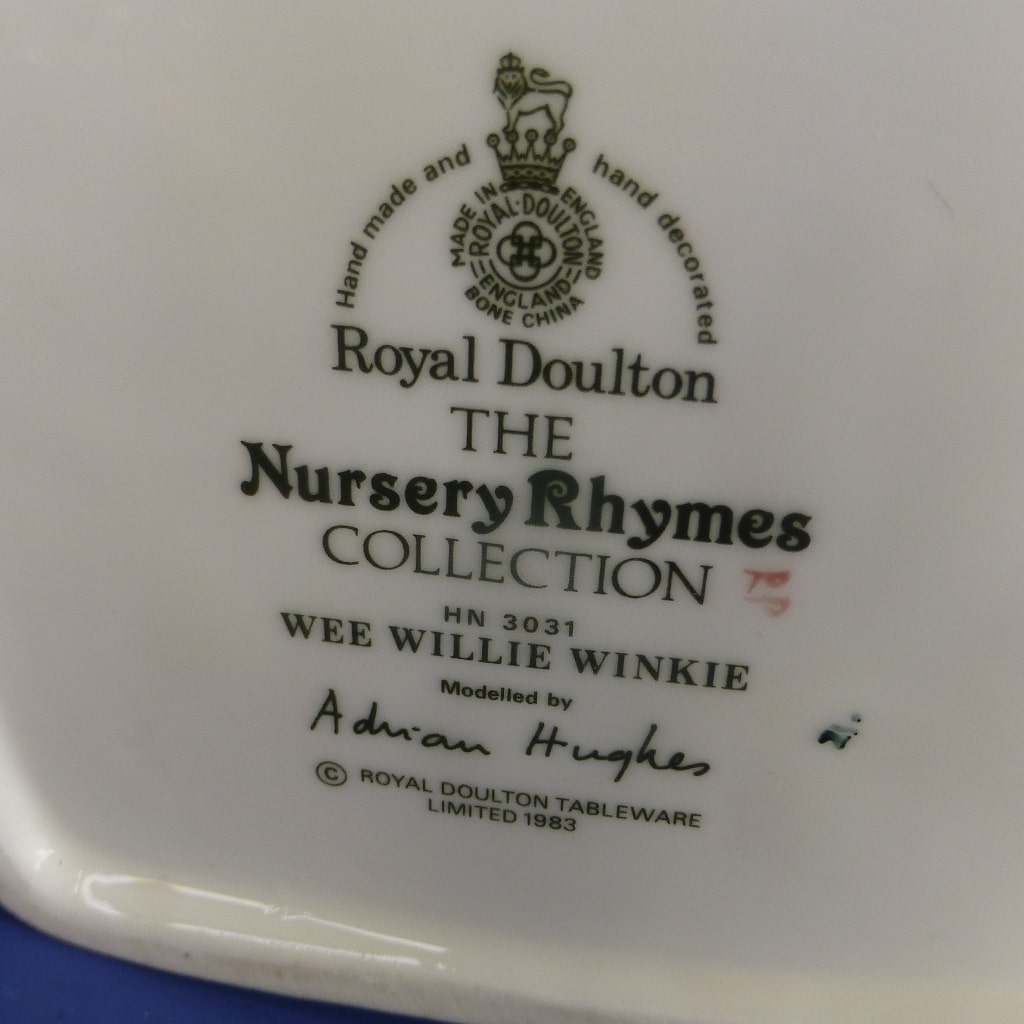 Hand made and hand decorated
MADE IN ENGLAND
ROYAL·DOULTON
ENGLAND
BONE CHINA
Royal Doulton
THE
Nursery Rhymes
COLLECTION
HN 3031
WEE WILLIE WINKIE
Modelled by
Adrian Hughes
© ROYAL DOULTON TABLEWARE
LIMITED 1983